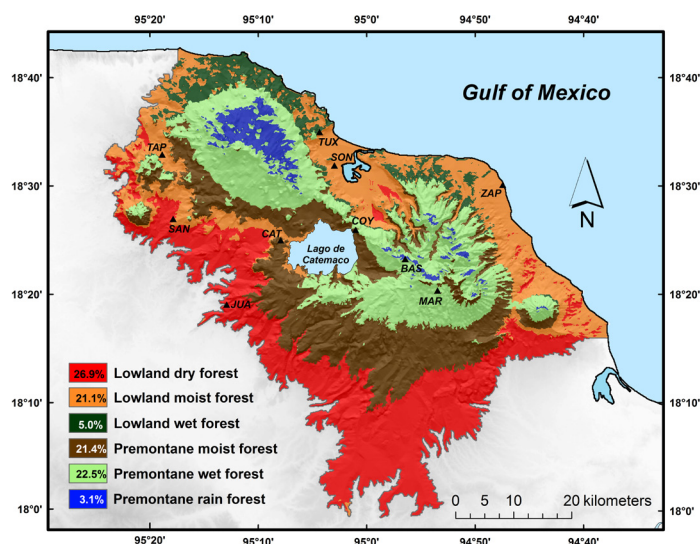 95°20' 95°10' 95°0' 94°50' 94°40'
18°40' 18°40'
Gulf of Mexico
TUX
TAP SON
18°30' ZAP 18°30'
N
SAN COY
CAT
Lago de
Catemaco
BAS
MAR
18°20' JUA 18°20'
26.9% Lowland dry forest
21.1% Lowland moist forest
18°10' 18°10'
5.0% Lowland wet forest
21.4% Premontane moist forest
22.5% Premontane wet forest
3.1% Premontane rain forest
0 5 10 20 kilometers
18°0' 18°0'
95°20' 95°10' 95°0' 94°50' 94°40'